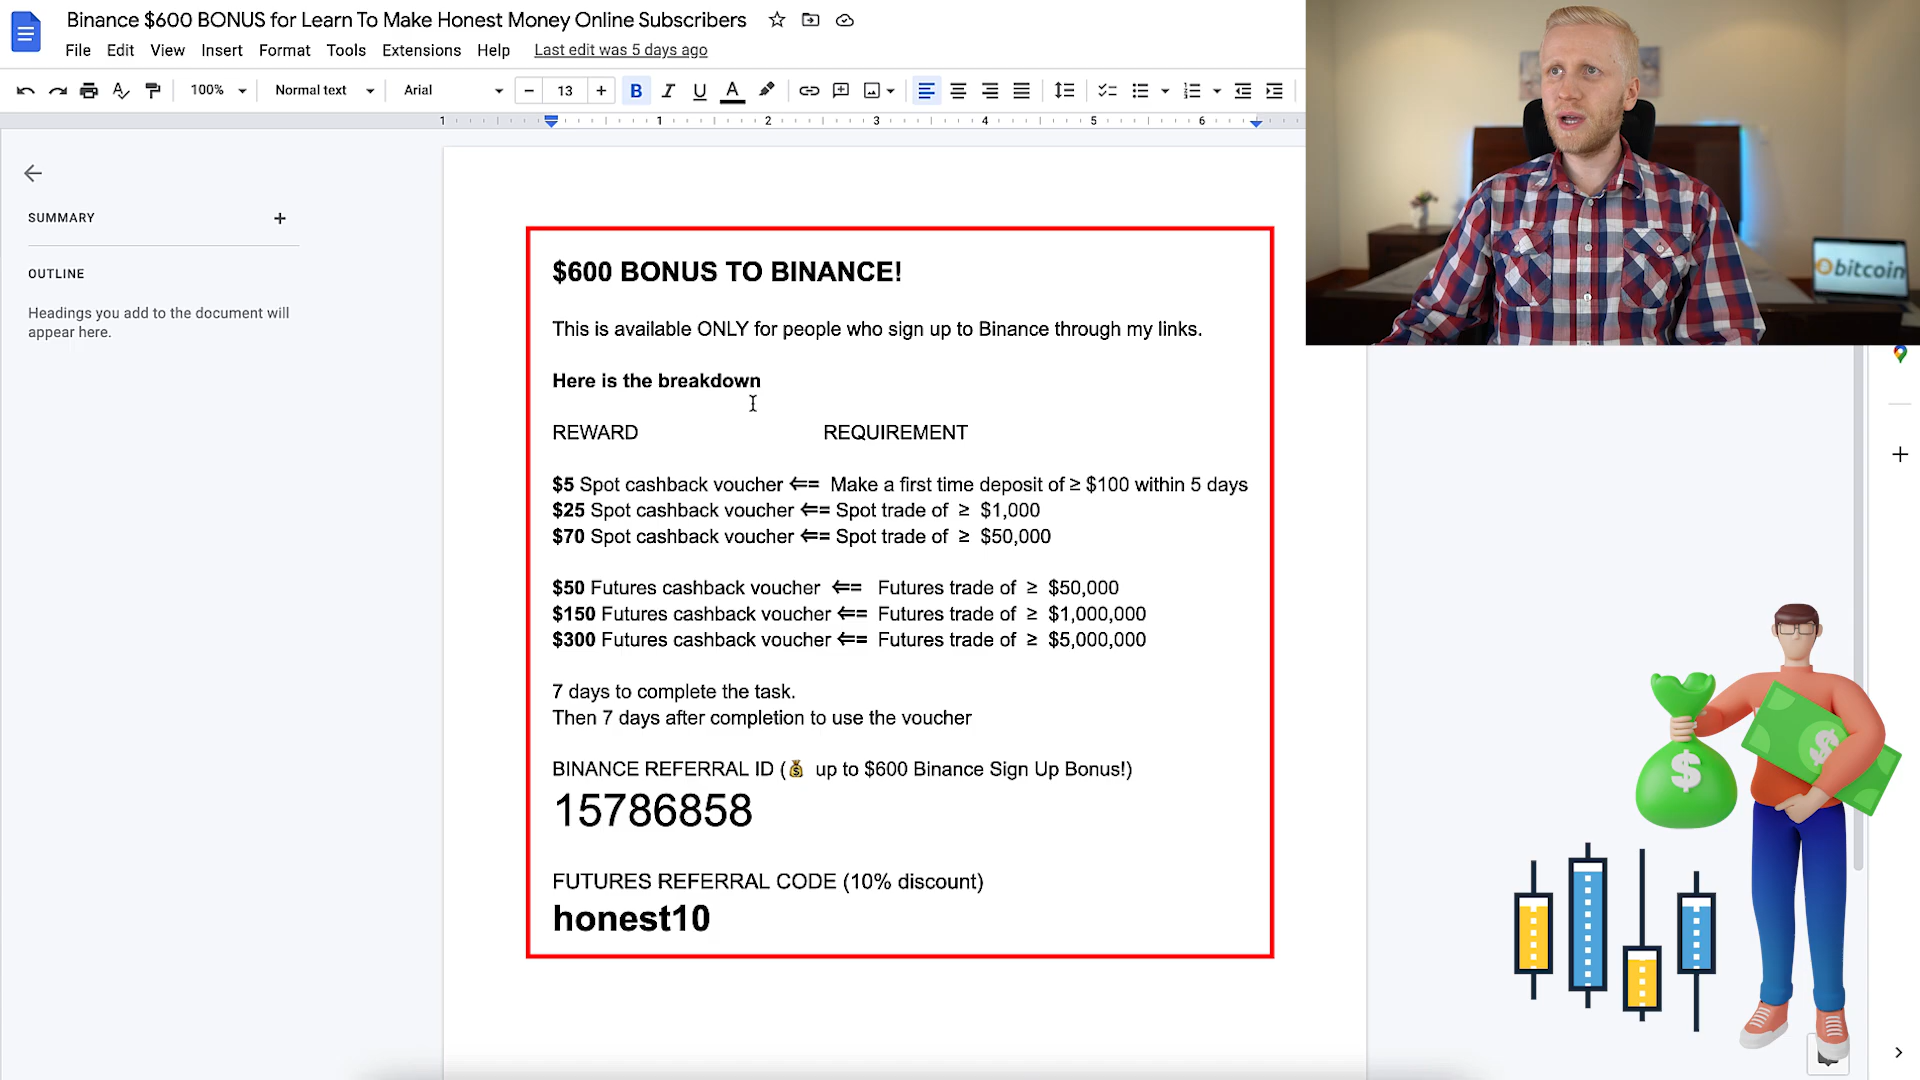 Binance $600 BONUS for Learn To Make Honest Money Online Subscribers
File Edit View Insert Format Tools Extensions Help Last edit was 5 days ago
100% Normal text Arial 13 B I U A
1 1 2 3 4 5 6
SUMMARY
OUTLINE
Headings you add to the document will
appear here.
$600 BONUS TO BINANCE!
This is available ONLY for people who sign up to Binance through my links.
Here is the breakdown
REWARD REQUIREMENT
$5 Spot cashback voucher ⇐= Make a first time deposit of ≥ $100 within 5 days
$25 Spot cashback voucher ⇐= Spot trade of ≥ $1,000
$70 Spot cashback voucher ⇐= Spot trade of ≥ $50,000
$50 Futures cashback voucher ⇐= Futures trade of ≥ $50,000
$150 Futures cashback voucher ⇐= Futures trade of ≥ $1,000,000
$300 Futures cashback voucher ⇐= Futures trade of ≥ $5,000,000
7 days to complete the task.
Then 7 days after completion to use the voucher
BINANCE REFERRAL ID (💰 up to $600 Binance Sign Up Bonus!)
15786858
FUTURES REFERRAL CODE (10% discount)
honest10
bitcoin
$
$